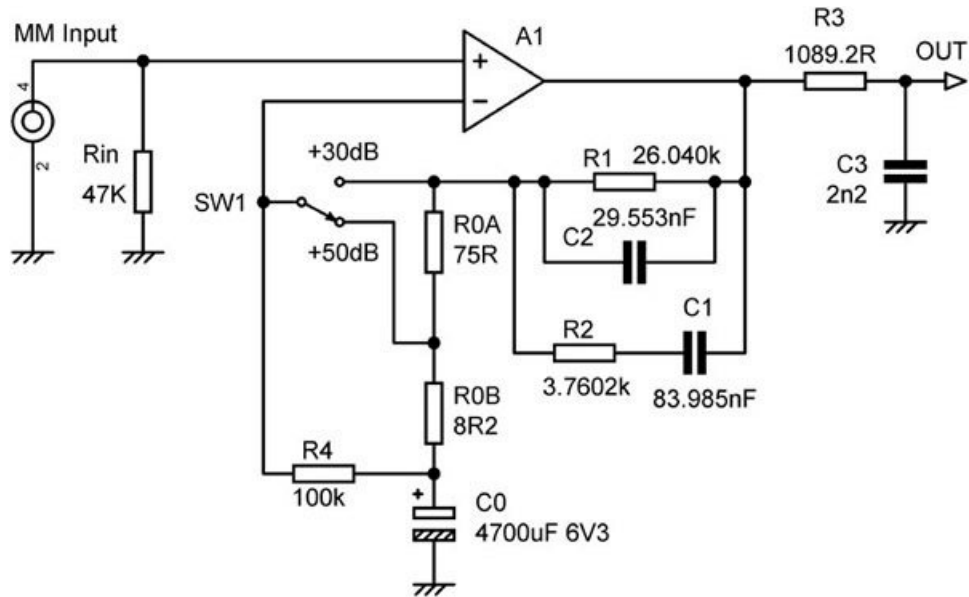 MM Input
4
2
Rin
47K
A1
R3
1089.2R
OUT
C3
2n2
+30dB
SW1
+50dB
R0A
75R
R1
26.040k
29.553nF
C2
C1
R2
3.7602k
83.985nF
R0B
8R2
R4
100k
+
C0
4700uF 6V3